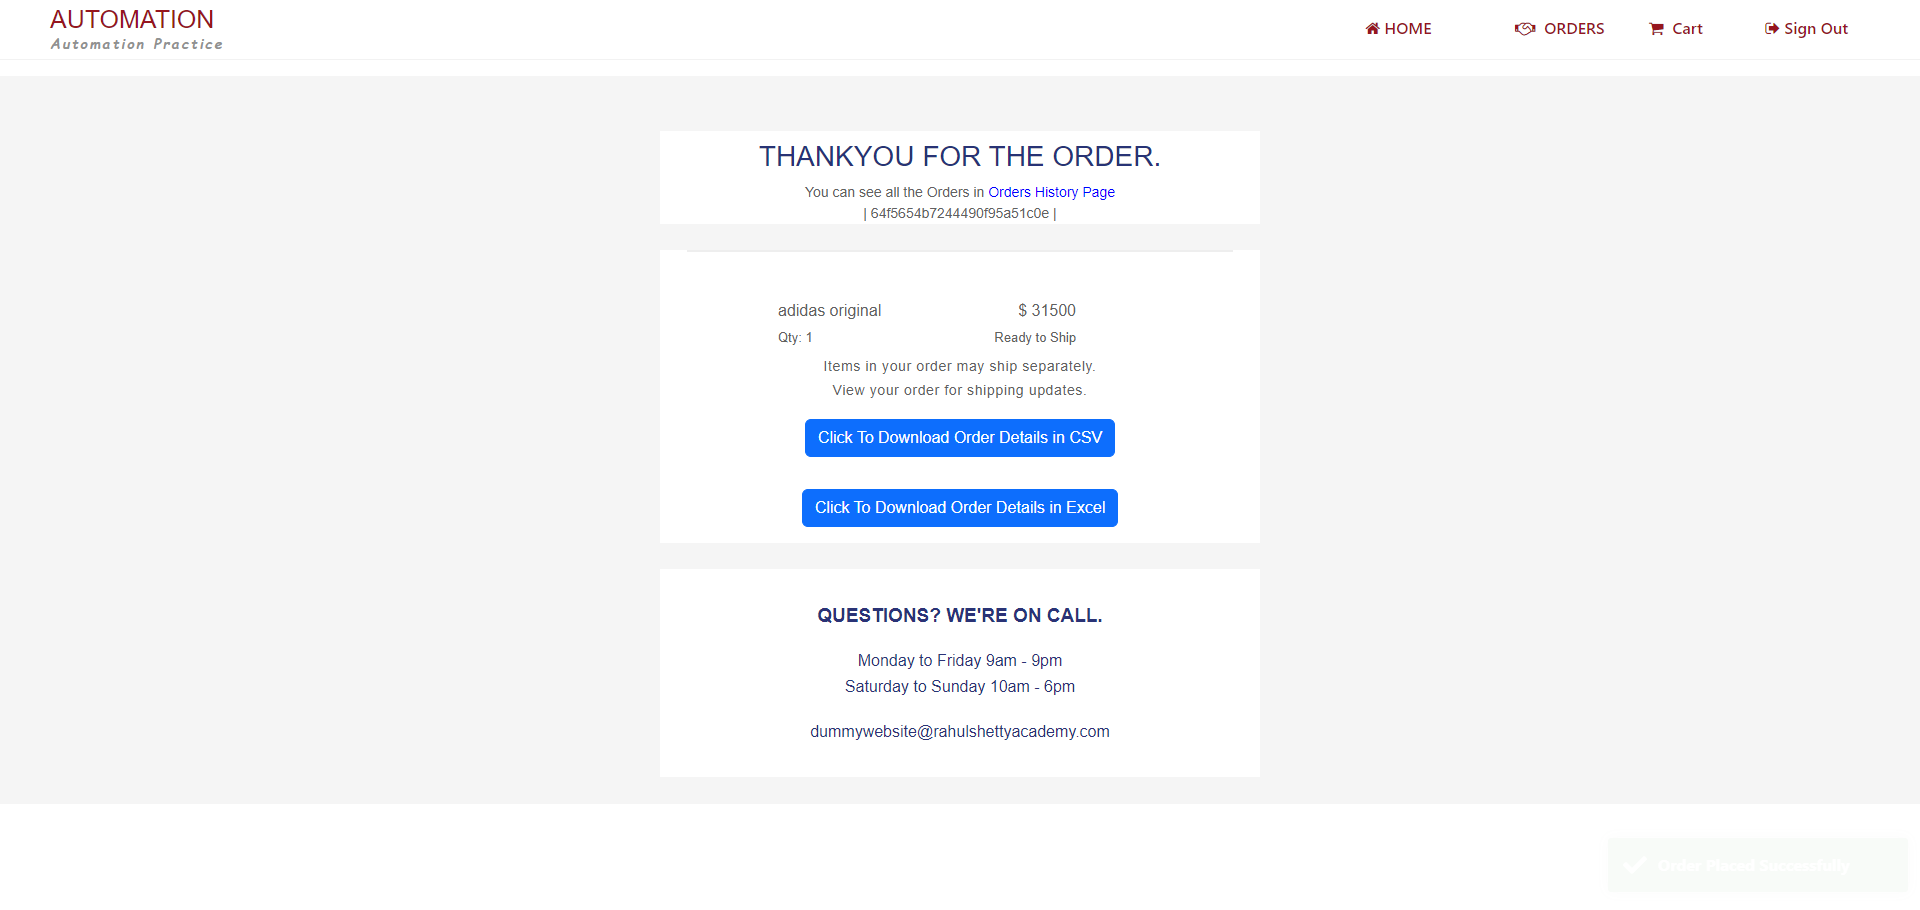 AUTOMATION
Automation Practice
HOME
ORDERS
Cart
Sign Out
THANKYOU FOR THE ORDER.
You can see all the Orders in Orders History Page
| 64f5654b7244490f95a51c0e |
adidas original
$ 31500
Qty: 1
Ready to Ship
Items in your order may ship separately.
View your order for shipping updates.
Click To Download Order Details in CSV
Click To Download Order Details in Excel
QUESTIONS? WE'RE ON CALL.
Monday to Friday 9am - 9pm
Saturday to Sunday 10am - 6pm
dummywebsite@rahulshettyacademy.com
Order Placed Successfully